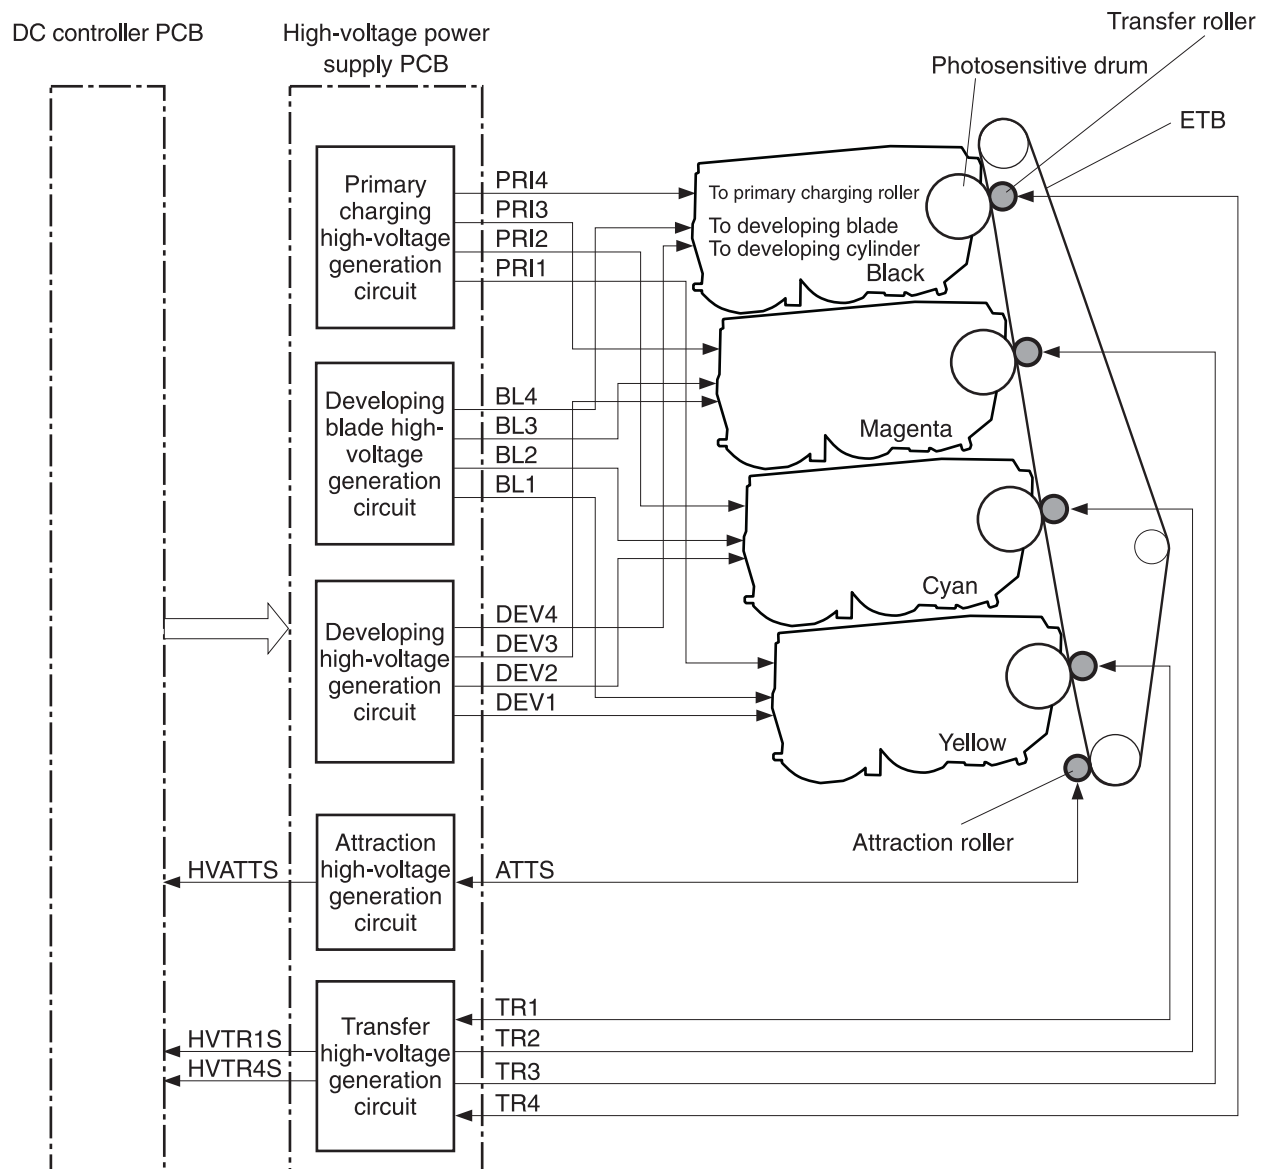 DC controller PCB
High-voltage power
supply PCB
Transfer roller
Photosensitive drum
ETB
Primary
charging
high-voltage
generation
circuit
PRI4
PRI3
PRI2
PRI1
To primary charging roller
To developing blade
To developing cylinder
Black
Developing
blade high-
voltage
generation
circuit
BL4
BL3
BL2
BL1
Magenta
Cyan
Developing
high-voltage
generation
circuit
DEV4
DEV3
DEV2
DEV1
Yellow
Attraction roller
Attraction
high-voltage
generation
circuit
HVATTS
ATTS
Transfer
high-voltage
generation
circuit
HVTR1S
HVTR4S
TR1
TR2
TR3
TR4